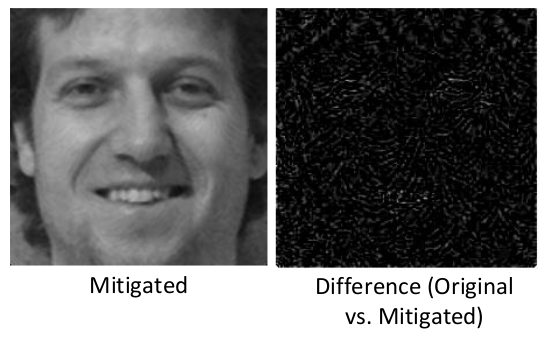 Mitigated
Difference (Original
vs. Mitigated)